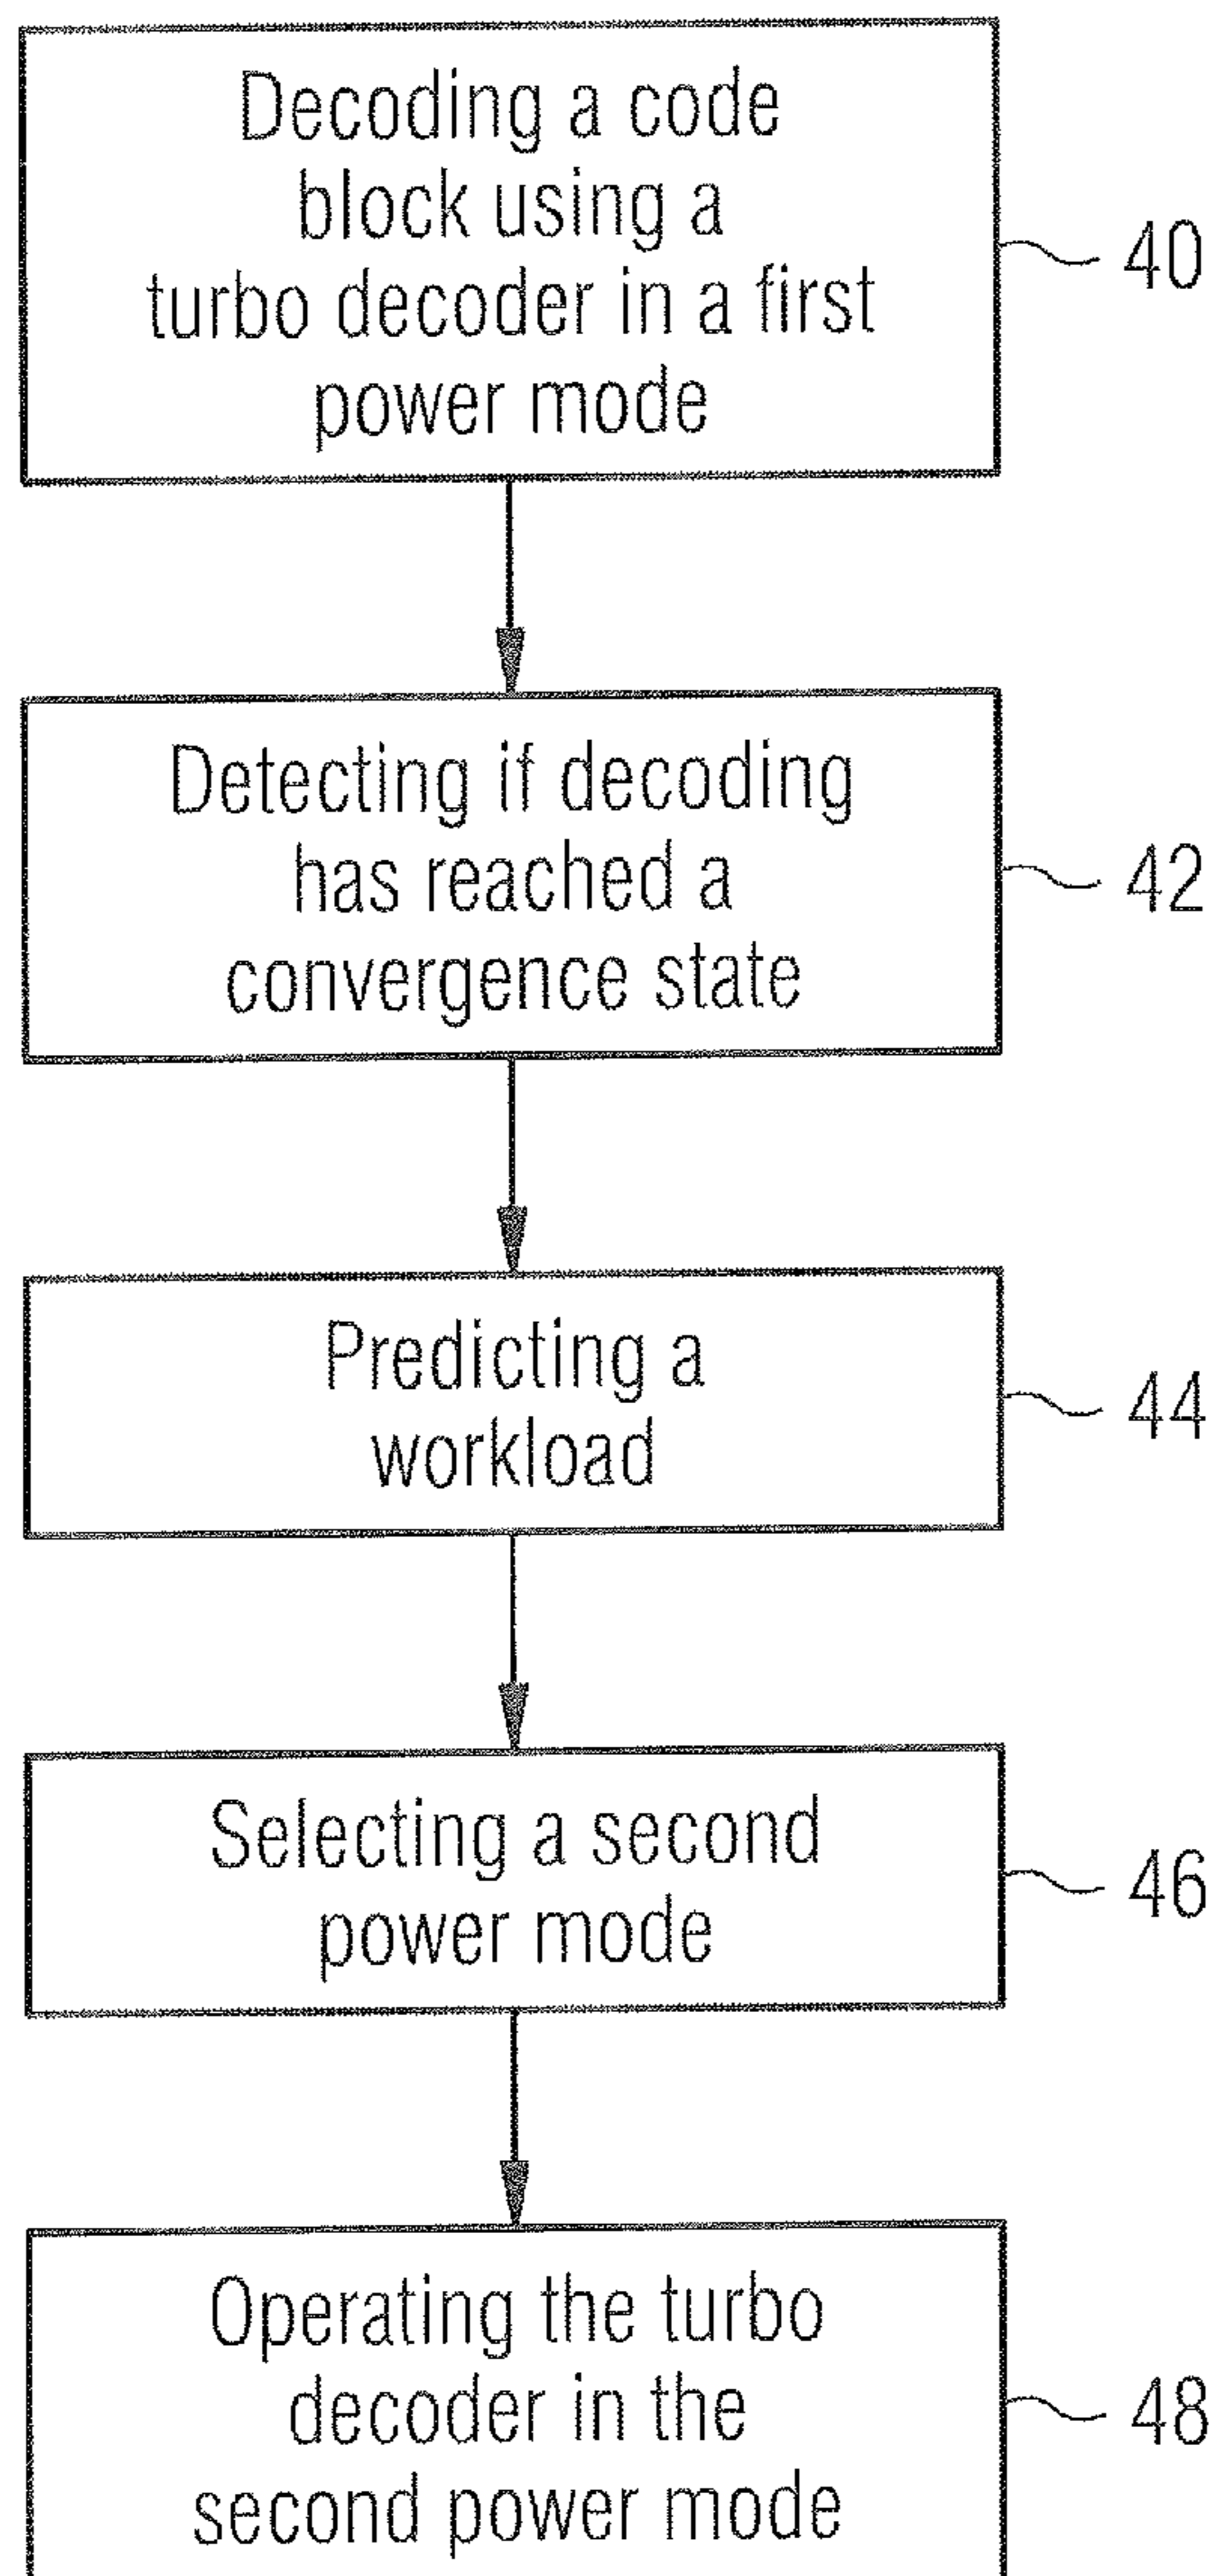 Decoding a code
block using a
turbo decoder in a first
power mode
40
Detecting if decoding
has reached a
convergence state
42
Predicting a
workload
44
Selecting a second
power mode
46
Operating the turbo
decoder in the
second power mode
48